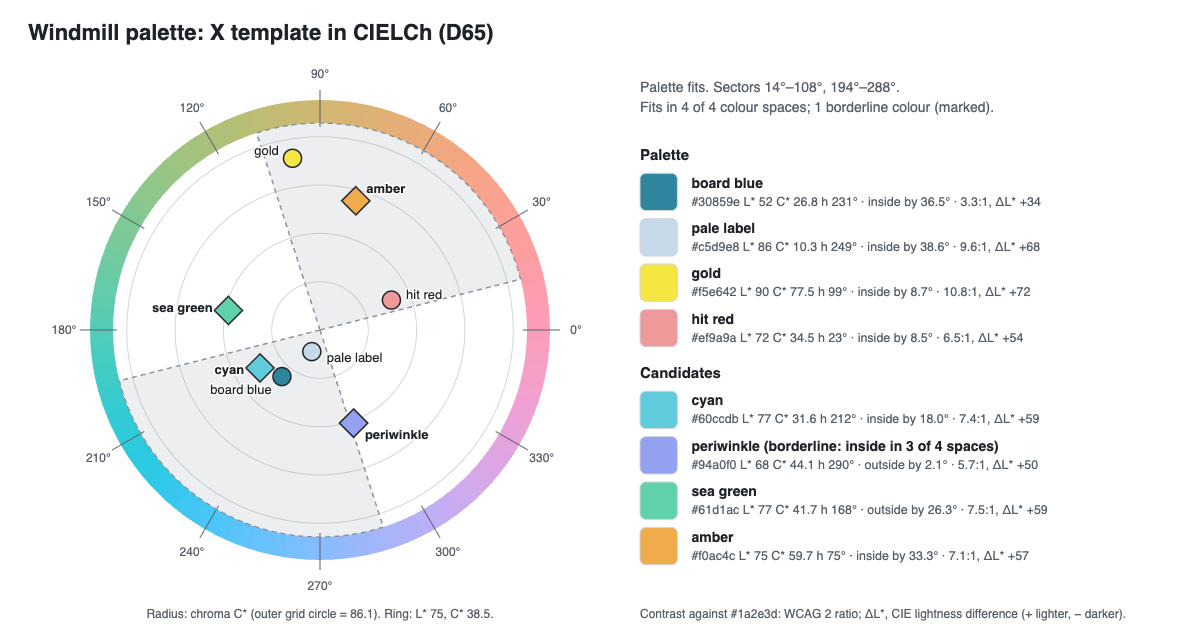 Windmill palette: X template in CIELCh (D65)
90°
120°
60°
150°
30°
180°
0°
210°
330°
240°
300°
270°
gold
amber
hit red
sea green
pale label
cyan
board blue
periwinkle
Radius: chroma C* (outer grid circle = 86.1). Ring: L* 75, C* 38.5.
Palette fits. Sectors 14°–108°, 194°–288°.
Fits in 4 of 4 colour spaces; 1 borderline colour (marked).
Palette
board blue
#30859e L* 52 C* 26.8 h 231° · inside by 36.5° · 3.3:1, ΔL* +34
pale label
#c5d9e8 L* 86 C* 10.3 h 249° · inside by 38.6° · 9.6:1, ΔL* +68
gold
#f5e642 L* 90 C* 77.5 h 99° · inside by 8.7° · 10.8:1, ΔL* +72
hit red
#ef9a9a L* 72 C* 34.5 h 23° · inside by 8.5° · 6.5:1, ΔL* +54
Candidates
cyan
#60ccdb L* 77 C* 31.6 h 212° · inside by 18.0° · 7.4:1, ΔL* +59
periwinkle (borderline: inside in 3 of 4 spaces)
#94a0f0 L* 68 C* 44.1 h 290° · outside by 2.1° · 5.7:1, ΔL* +50
sea green
#61d1ac L* 77 C* 41.7 h 168° · outside by 26.3° · 7.5:1, ΔL* +59
amber
#f0ac4c L* 75 C* 59.7 h 75° · inside by 33.3° · 7.1:1, ΔL* +57
Contrast against #1a2e3d: WCAG 2 ratio; ΔL*, CIE lightness difference (+ lighter, − darker).